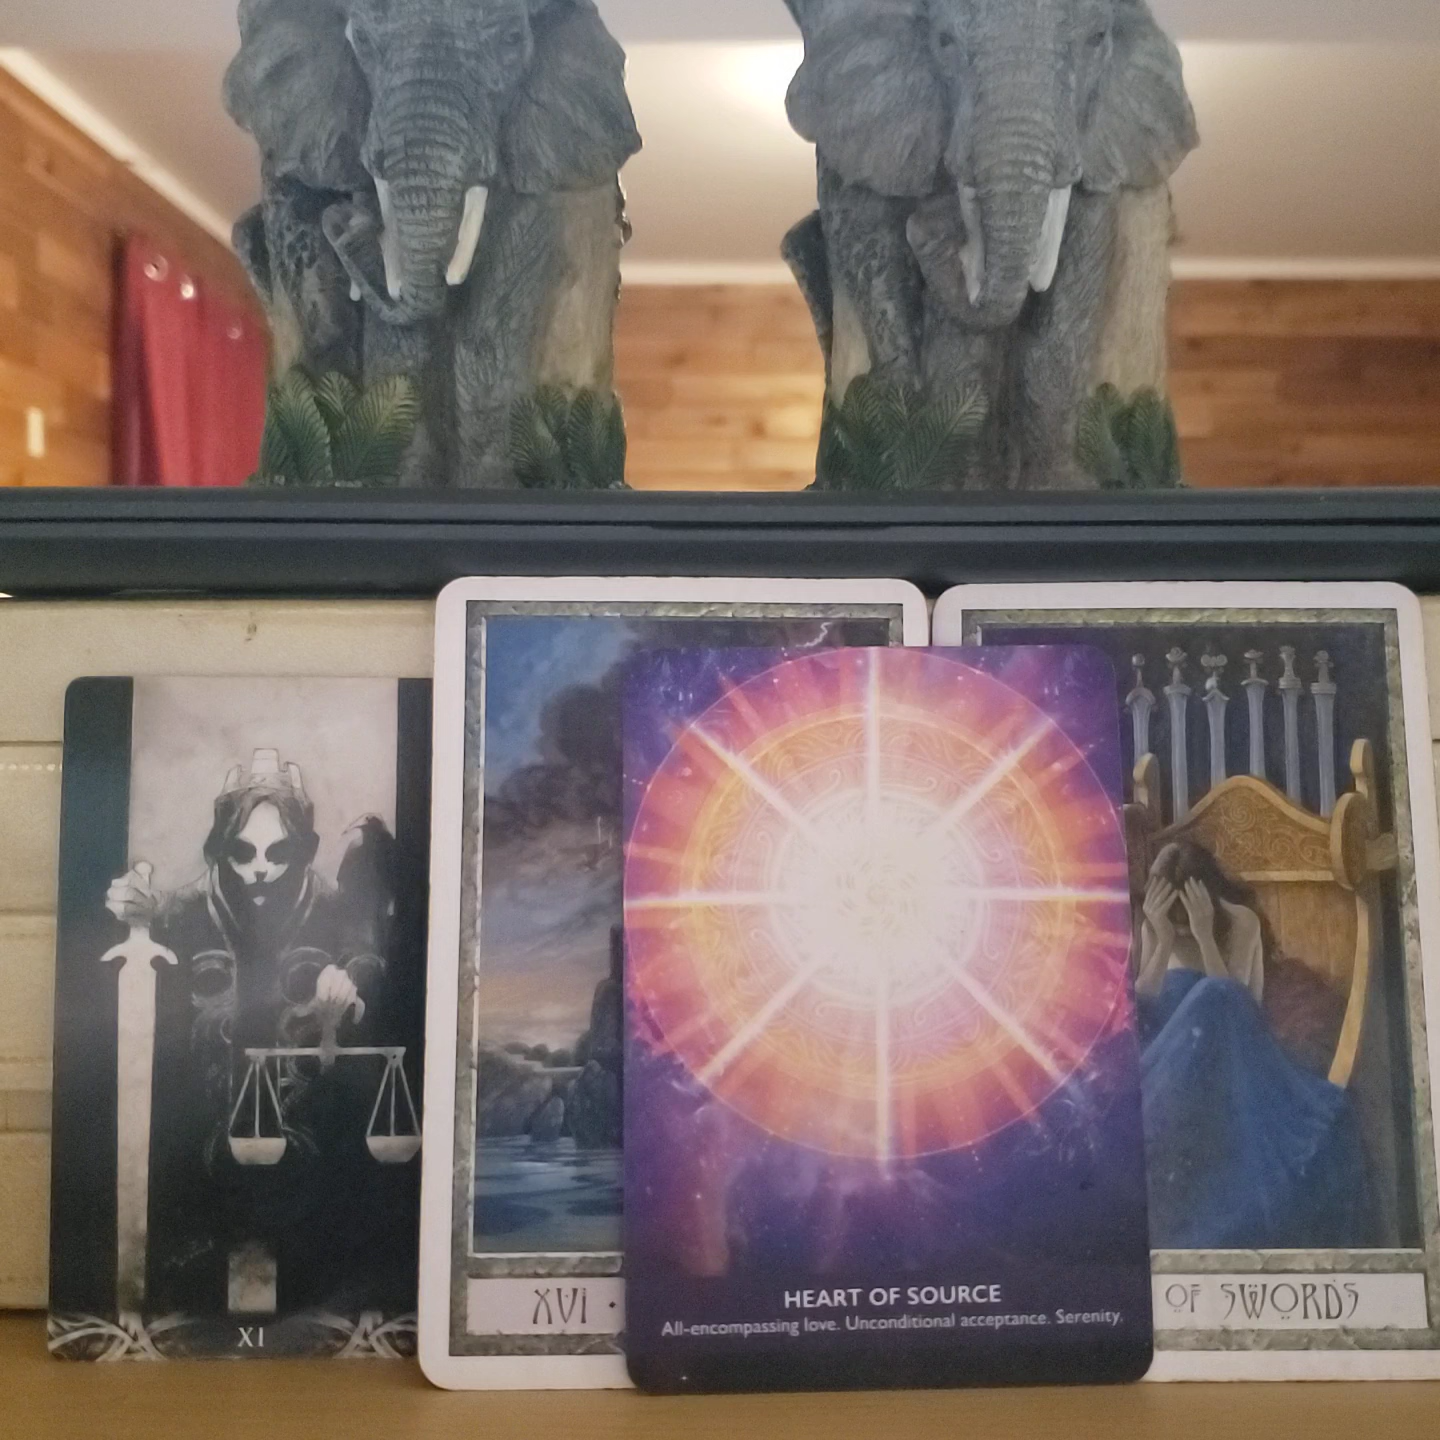 XI
XVI •
HEART OF SOURCE
All-encompassing love. Unconditional acceptance. Serenity.
OF SWORDS